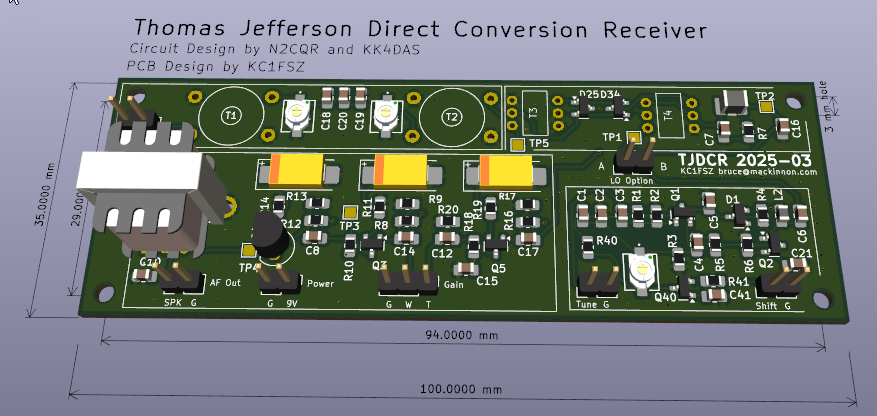 Thomas Jefferson Direct Conversion Receiver
Circuit Design by N2CQR and KK4DAS
PCB Design by KC1FSZ
T1
C18
C20
C19
T2
T3
D25D34
T4
TP2
TP5
TP1
C7
R7
C16
3 mm hole
TJDCR 2025-03
KC1FSZ bruce@mackinnon.com
A
B
LO Option
35.0000 mm
29.00
R13
R12
C8
TP3
R11
R8
R9
R10
Q3
C14
R20
C12
R18
R19
R17
R16
Q5
C15
C17
TP4
SPK G
AF Out
G 9V
Power
G W T
Gain
C1
C2
C3
R1
R2
Q1
C5
D1
R4
L2
C6
R40
R3
C4
R5
R6
Q2
C21
Q40
R41
C41
Tune G
Shift G
94.0000 mm
100.0000 mm